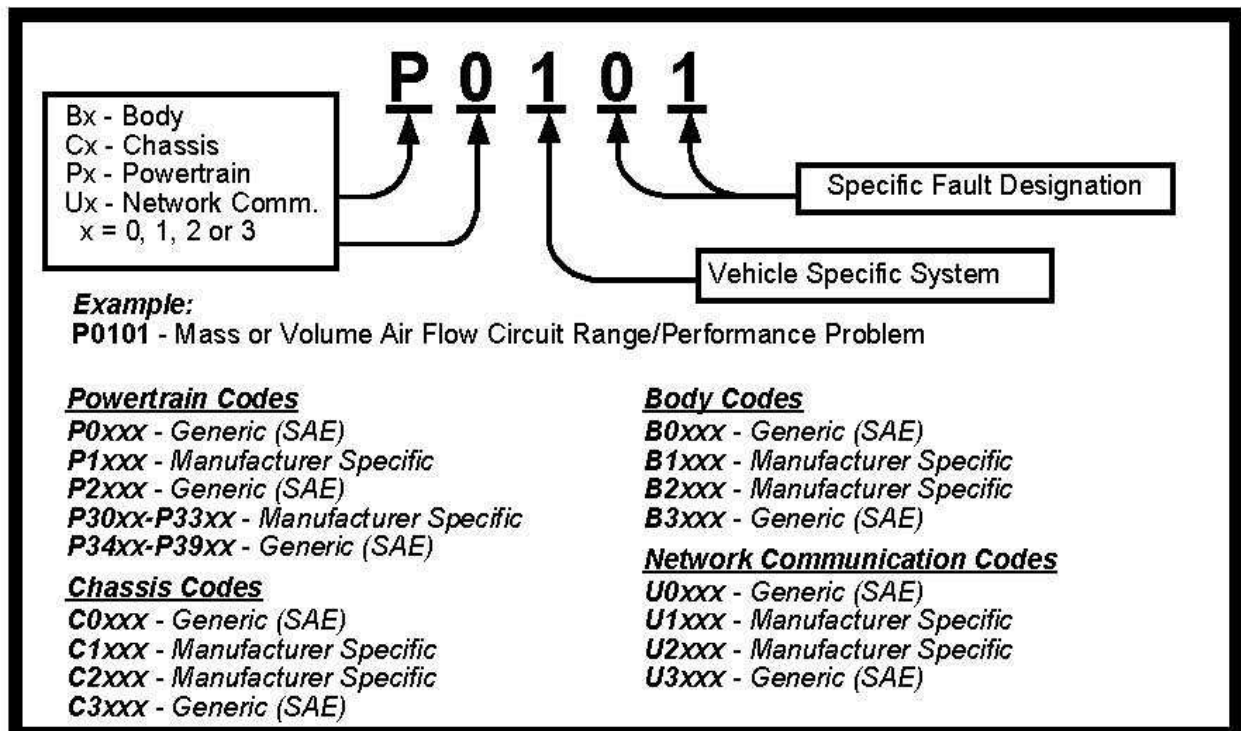 P 0 1 0 1
Bx - Body
Cx - Chassis
Px - Powertrain
Ux - Network Comm.
x = 0, 1, 2 or 3
Specific Fault Designation
Vehicle Specific System
Example:
P0101 - Mass or Volume Air Flow Circuit Range/Performance Problem
Powertrain Codes
P0xxx - Generic (SAE)
P1xxx - Manufacturer Specific
P2xxx - Generic (SAE)
P30xx-P33xx - Manufacturer Specific
P34xx-P39xx - Generic (SAE)
Chassis Codes
C0xxx - Generic (SAE)
C1xxx - Manufacturer Specific
C2xxx - Manufacturer Specific
C3xxx - Generic (SAE)
Body Codes
B0xxx - Generic (SAE)
B1xxx - Manufacturer Specific
B2xxx - Manufacturer Specific
B3xxx - Generic (SAE)
Network Communication Codes
U0xxx - Generic (SAE)
U1xxx - Manufacturer Specific
U2xxx - Manufacturer Specific
U3xxx - Generic (SAE)